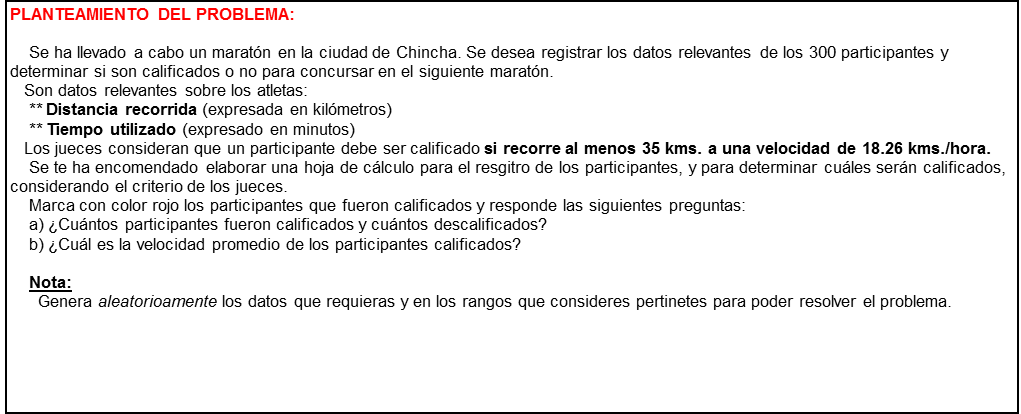 PLANTEAMIENTO DEL PROBLEMA:
Se ha llevado a cabo un maratón en la ciudad de Chincha. Se desea registrar los datos relevantes de los 300 participantes y
determinar si son calificados o no para concursar en el siguiente maratón.
Son datos relevantes sobre los atletas:
** Distancia recorrida (expresada en kilómetros)
** Tiempo utilizado (expresado en minutos)
Los jueces consideran que un participante debe ser calificado si recorre al menos 35 kms. a una velocidad de 18.26 kms./hora.
Se te ha encomendado elaborar una hoja de cálculo para el resgitro de los participantes, y para determinar cuáles serán calificados,
considerando el criterio de los jueces.
Marca con color rojo los participantes que fueron calificados y responde las siguientes preguntas:
a) ¿Cuántos participantes fueron calificados y cuántos descalificados?
b) ¿Cuál es la velocidad promedio de los participantes calificados?
Nota:
Genera aleatorioamente los datos que requieras y en los rangos que consideres pertinetes para poder resolver el problema.